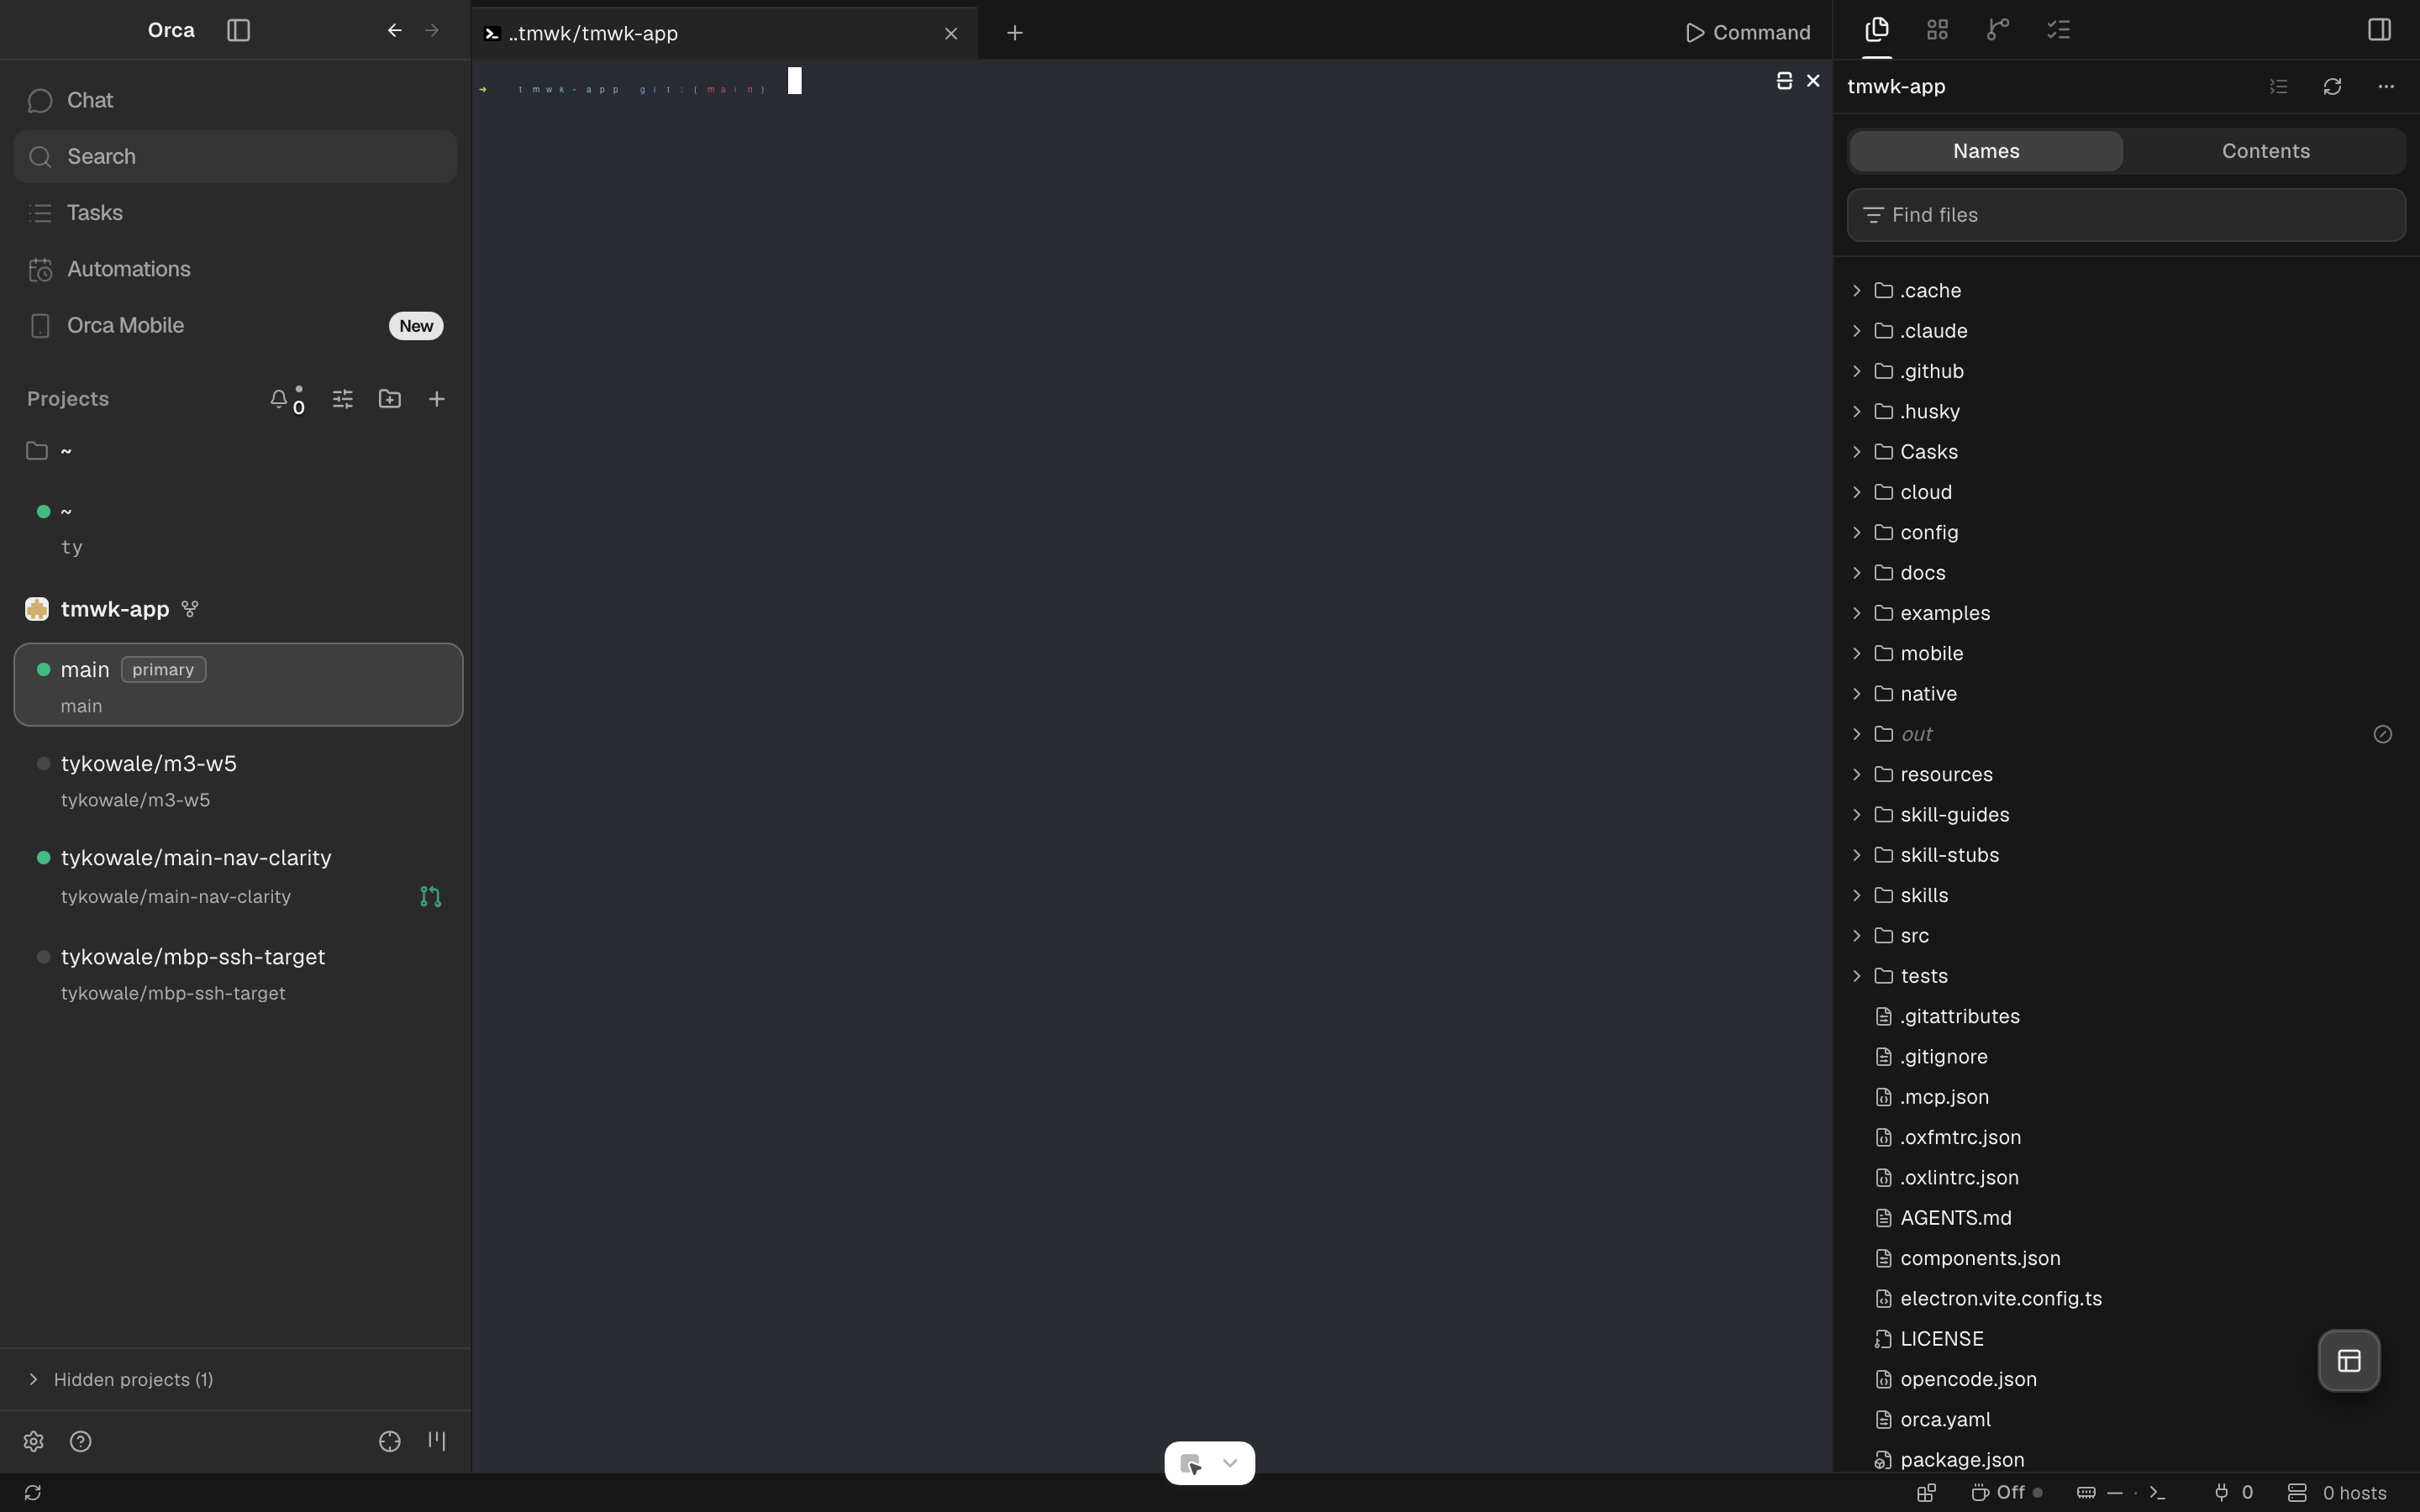 Orca
Chat
Search
Tasks
Automations
Orca Mobile New
Projects 0
~
~
ty
tmwk-app
main primary
main
tykowale/m3-w5
tykowale/m3-w5
tykowale/main-nav-clarity
tykowale/main-nav-clarity
tykowale/mbp-ssh-target
tykowale/mbp-ssh-target
Hidden projects (1)
..tmwk/tmwk-app
Command
➜ tmwk-app git:(main)
tmwk-app
Names Contents
Find files
.cache
.claude
.github
.husky
Casks
cloud
config
docs
examples
mobile
native
out
resources
skill-guides
skill-stubs
skills
src
tests
.gitattributes
.gitignore
.mcp.json
.oxfmtrc.json
.oxlintrc.json
AGENTS.md
components.json
electron.vite.config.ts
LICENSE
opencode.json
orca.yaml
package.json
Off — · 0 0 hosts